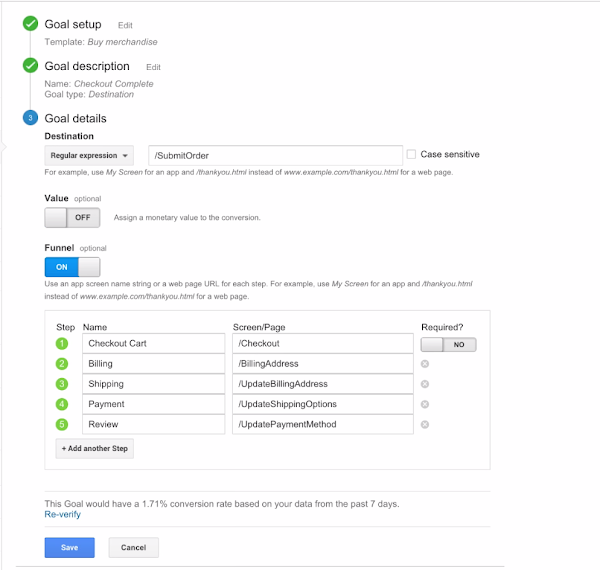 Goal setup Edit
Template: Buy merchandise
Goal description Edit
Name: Checkout Complete
Goal type: Destination
3 Goal details
Destination
Regular expression /SubmitOrder Case sensitive
For example, use My Screen for an app and /thankyou.html instead of www.example.com/thankyou.html for a web page.
Value optional
OFF Assign a monetary value to the conversion.
Funnel optional
ON
Use an app screen name string or a web page URL for each step. For example, use My Screen for an app and /thankyou.html
instead of www.example.com/thankyou.html for a web page.
Step Name Screen/Page Required?
1 Checkout Cart /Checkout NO
2 Billing /BillingAddress
3 Shipping /UpdateBillingAddress
4 Payment /UpdateShippingOptions
5 Review /UpdatePaymentMethod
+ Add another Step
This Goal would have a 1.71% conversion rate based on your data from the past 7 days.
Re-verify
Save Cancel